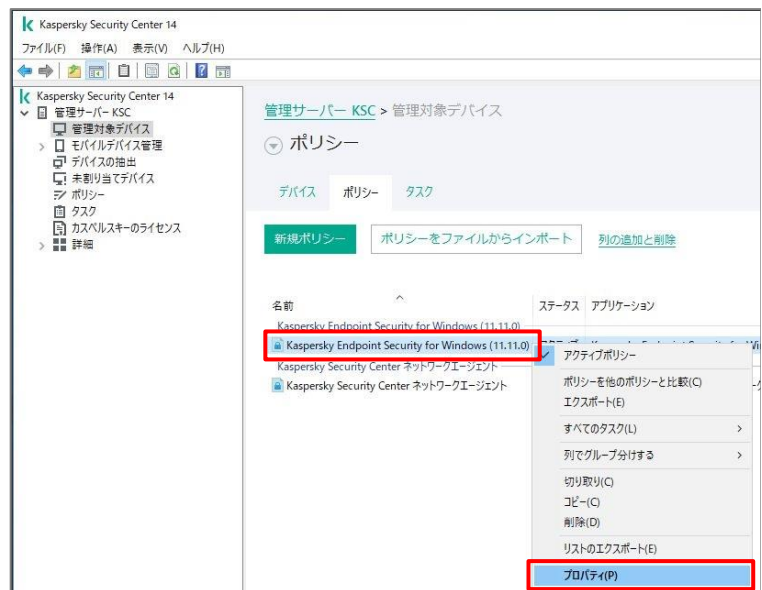 Kaspersky Security Center 14
ファイル(F) 操作(A) 表示(V) ヘルプ(H)
Kaspersky Security Center 14
管理サーバー KSC
管理対象デバイス
モバイルデバイス管理
デバイスの抽出
未割り当てデバイス
ポリシー
タスク
カスペルスキーのライセンス
詳細
管理サーバー KSC > 管理対象デバイス
ポリシー
デバイス ポリシー タスク
新規ポリシー ポリシーをファイルからインポート 列の追加と削除
名前 ステータス アプリケーション
Kaspersky Endpoint Security for Windows (11.11.0)
Kaspersky Endpoint Security for Windows (11.11.0)
Kaspersky Security Center ネットワークエージェント
Kaspersky Security Center ネットワークエージェント
アクティブポリシー
ポリシーを他のポリシーと比較(C)
エクスポート(E)
すべてのタスク(L)
列でグループ分けする
切り取り(C)
コピー(C)
削除(D)
リストのエクスポート(E)
プロパティ(P)